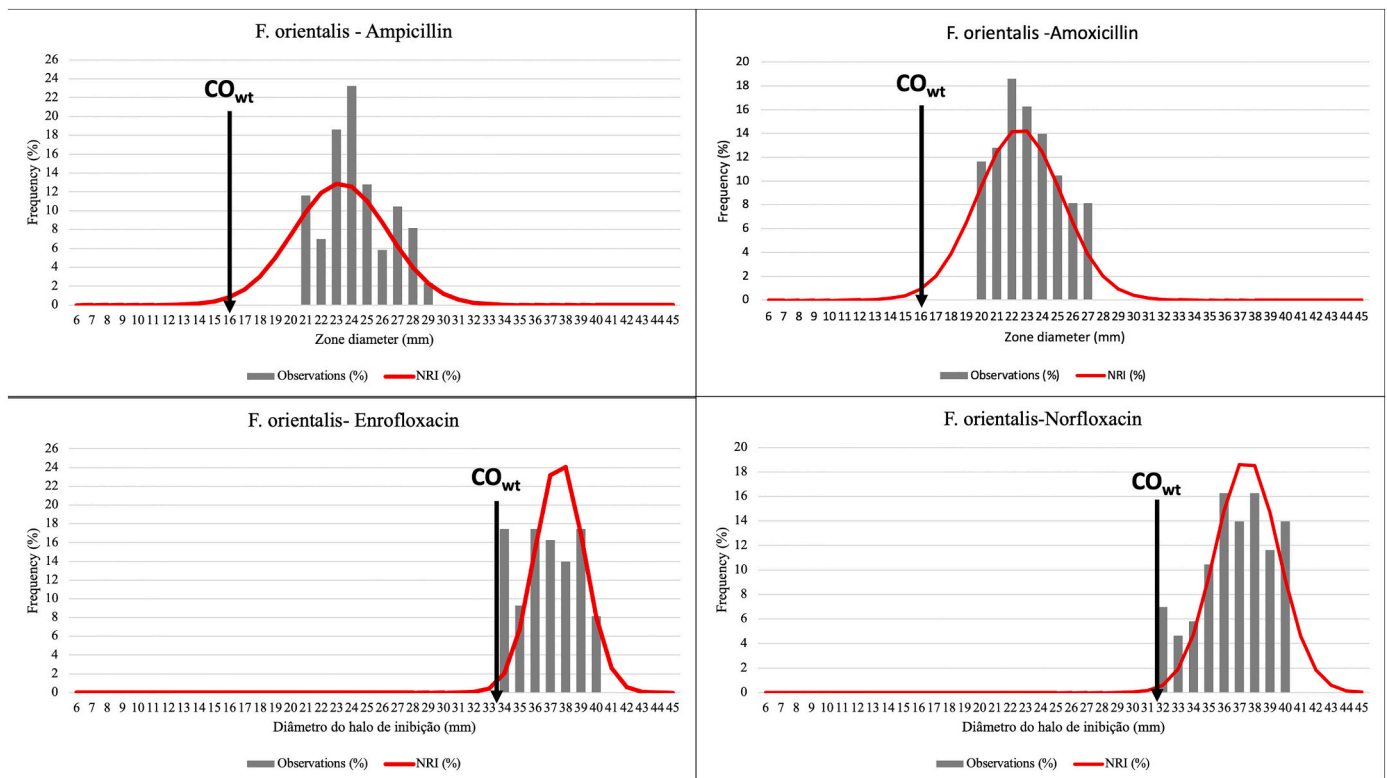 F. orientalis - Ampicillin
CO wt
26
24
22
20
18
16
14
12
10
8
6
4
2
0
Frequency (%)
6 7 8 9 10 11 12 13 14 15 16 17 18 19 20 21 22 23 24 25 26 27 28 29 30 31 32 33 34 35 36 37 38 39 40 41 42 43 44 45
Zone diameter (mm)
Observations (%) NRI (%)
F. orientalis -Amoxicillin
CO wt
20
18
16
14
12
10
8
6
4
2
0
Frequency (%)
6 7 8 9 10 11 12 13 14 15 16 17 18 19 20 21 22 23 24 25 26 27 28 29 30 31 32 33 34 35 36 37 38 39 40 41 42 43 44 45
Zone diameter (mm)
Observations (%) NRI (%)
F. orientalis- Enrofloxacin
CO wt
26
24
22
20
18
16
14
12
10
8
6
4
2
0
Frequency (%)
6 7 8 9 10 11 12 13 14 15 16 17 18 19 20 21 22 23 24 25 26 27 28 29 30 31 32 33 34 35 36 37 38 39 40 41 42 43 44 45
Diâmetro do halo de inibição (mm)
Observations (%) NRI (%)
F. orientalis-Norfloxacin
CO wt
20
18
16
14
12
10
8
6
4
2
0
Frequency (%)
6 7 8 9 10 11 12 13 14 15 16 17 18 19 20 21 22 23 24 25 26 27 28 29 30 31 32 33 34 35 36 37 38 39 40 41 42 43 44 45
Diâmetro do halo de inibição (mm)
Observations (%) NRI (%)